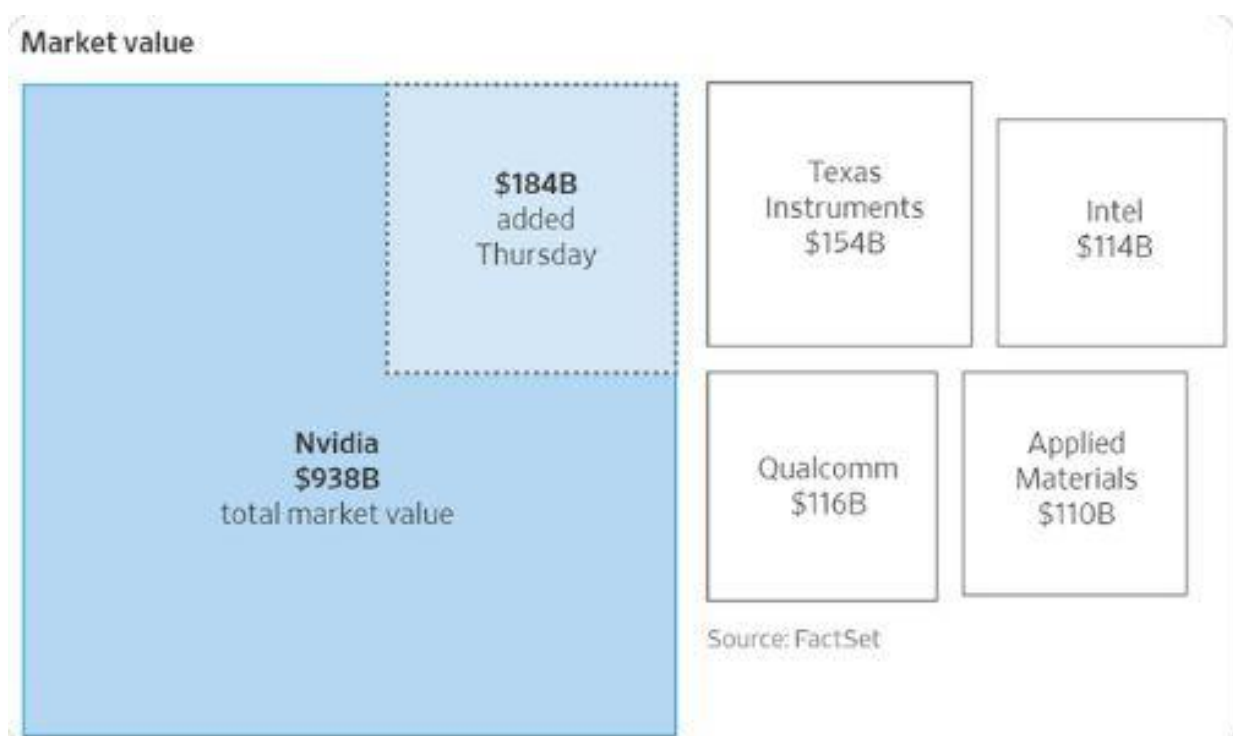 Market value
$184B
added
Thursday
Nvidia
$938B
total market value
Texas
Instruments
$154B
Intel
$114B
Qualcomm
$116B
Applied
Materials
$110B
Source: FactSet